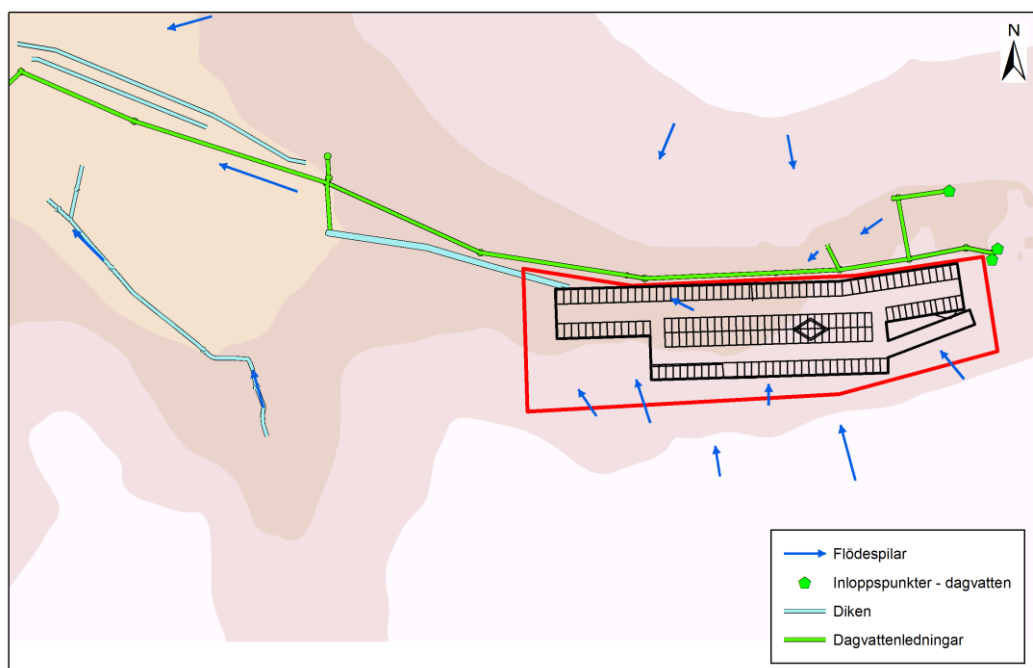 N
Flödespilar
Inloppspunkter - dagvatten
Diken
Dagvattenledningar